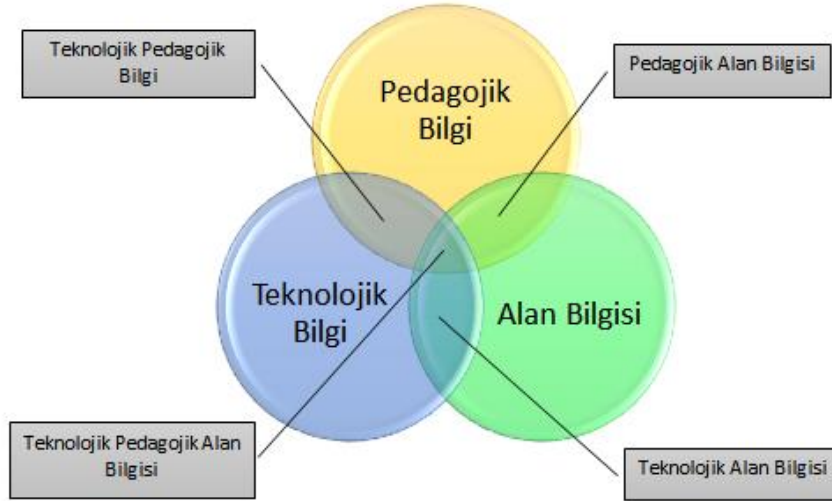 Teknolojik Pedagojik
Bilgi
Pedagojik Alan Bilgisi
Pedagojik
Bilgi
Teknolojik
Bilgi
Alan Bilgisi
Teknolojik Pedagojik Alan
Bilgisi
Teknolojik Alan Bilgisi